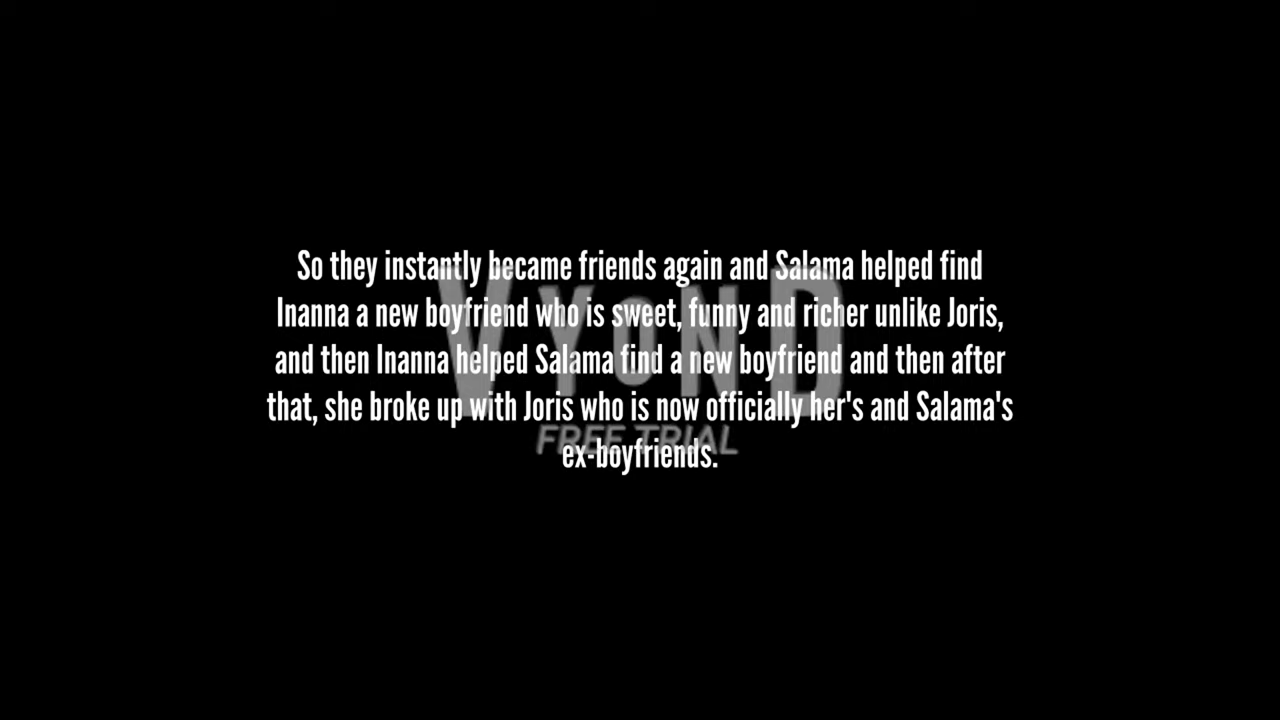 So they instantly became friends again and Salama helped find
Inanna a new boyfriend who is sweet, funny and richer unlike Joris,
and then Inanna helped Salama find a new boyfriend and then after
that, she broke up with Joris who is now officially her's and Salama's
ex-boyfriends.
VYOND
FREE TRIAL